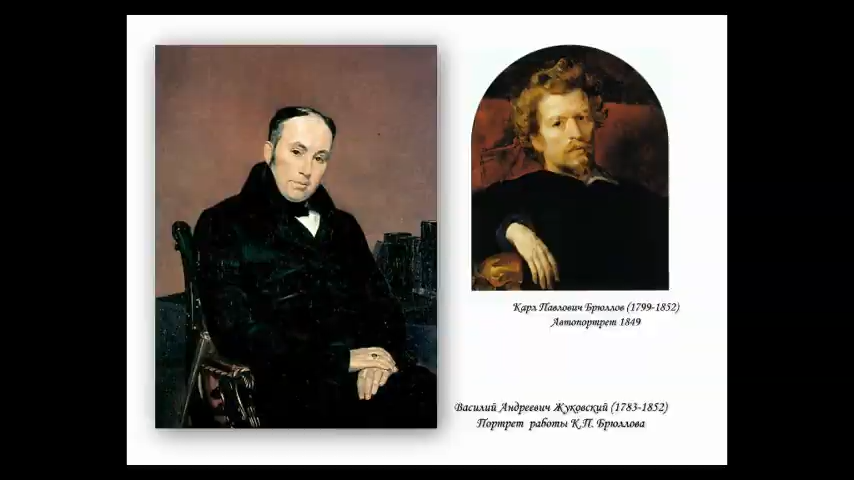 Карл Павлович Брюллов (1799-1852)
Автопортрет 1849
Василий Андреевич Жуковский (1783-1852)
Портрет работы К.П. Брюллова